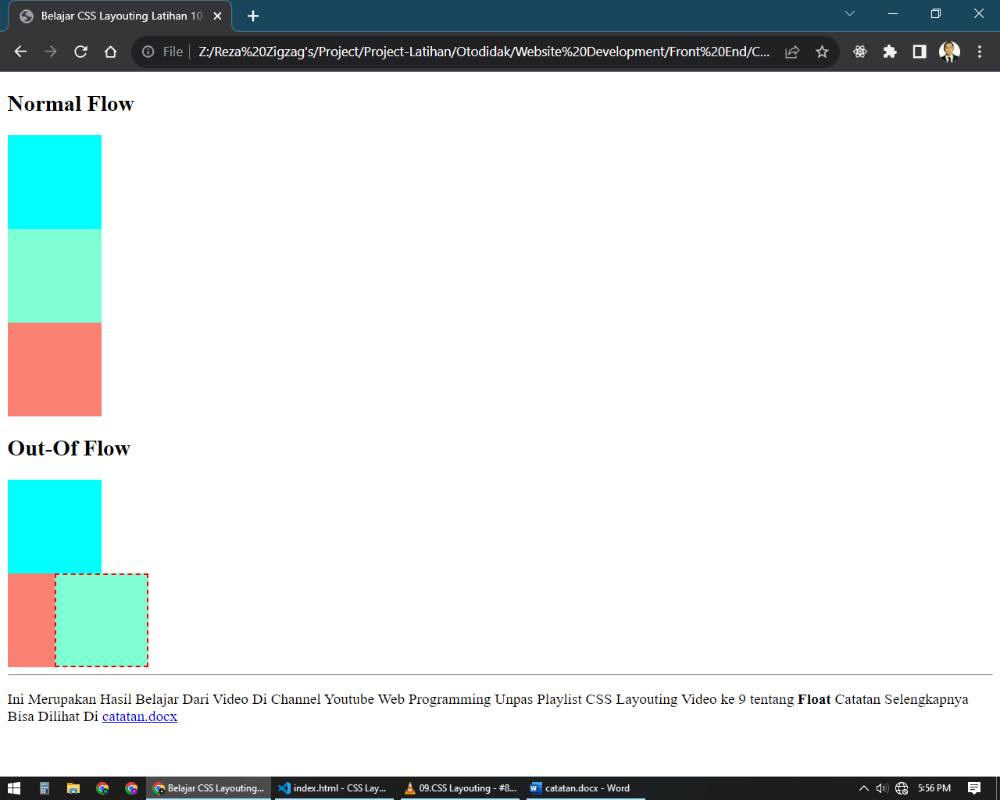 Belajar CSS Layouting Latihan 10
File
Z:/Reza%20Zigzag's/Project/Project-Latihan/Otodidak/Website%20Development/Front%20End/C...
Normal Flow
Out-Of Flow
Ini Merupakan Hasil Belajar Dari Video Di Channel Youtube Web Programming Unpas Playlist CSS Layouting Video ke 9 tentang Float Catatan Selengkapnya
Bisa Dilihat Di catatan.docx
Belajar CSS Layouting...
index.html - CSS Lay...
09.CSS Layouting - #8...
catatan.docx - Word
5:56 PM